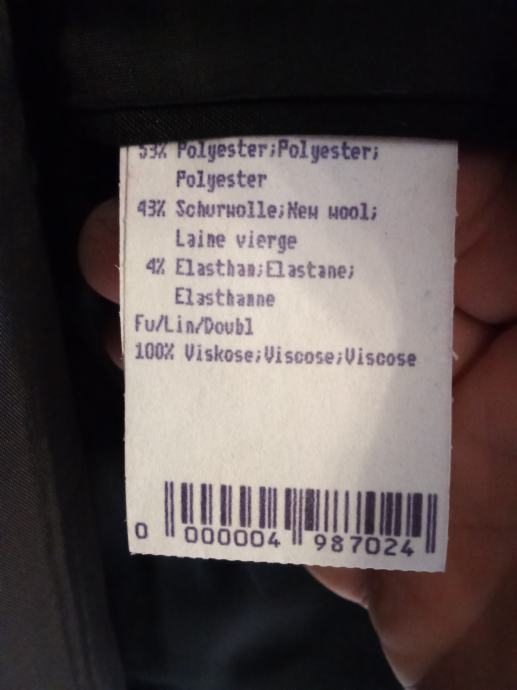 53% Polyester;Polyester;
Polyester
43% Schurwolle;New wool;
Laine vierge
4% Elasthan;Elastane;
Elasthanne
Fu/Lin/Doubl
100% Viskose;Viscose;Viscose
0 000004 987024